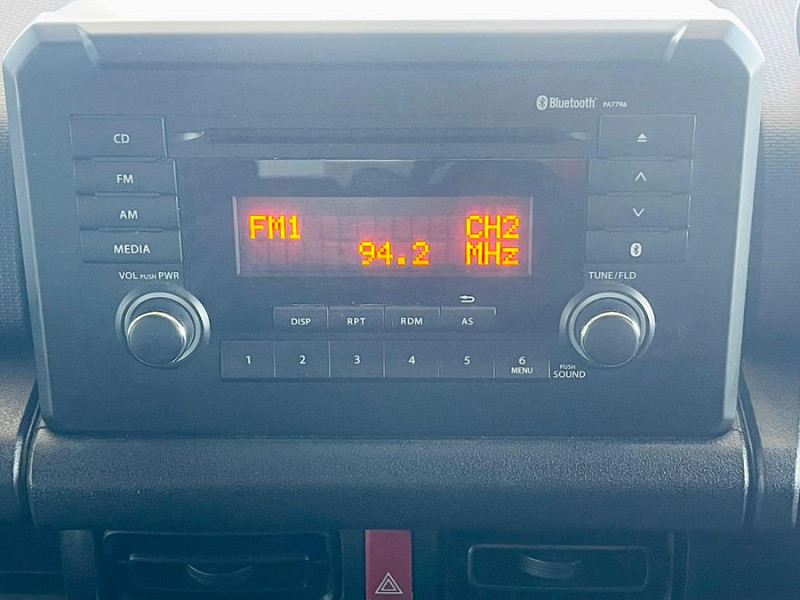 Bluetooth PA77R6
CD
FM
AM
MEDIA
FM1 CH2
94.2 MHz
VOL PUSH PWR
TUNE/FLD
DISP RPT RDM AS
1 2 3 4 5 6
MENU
PUSH
SOUND